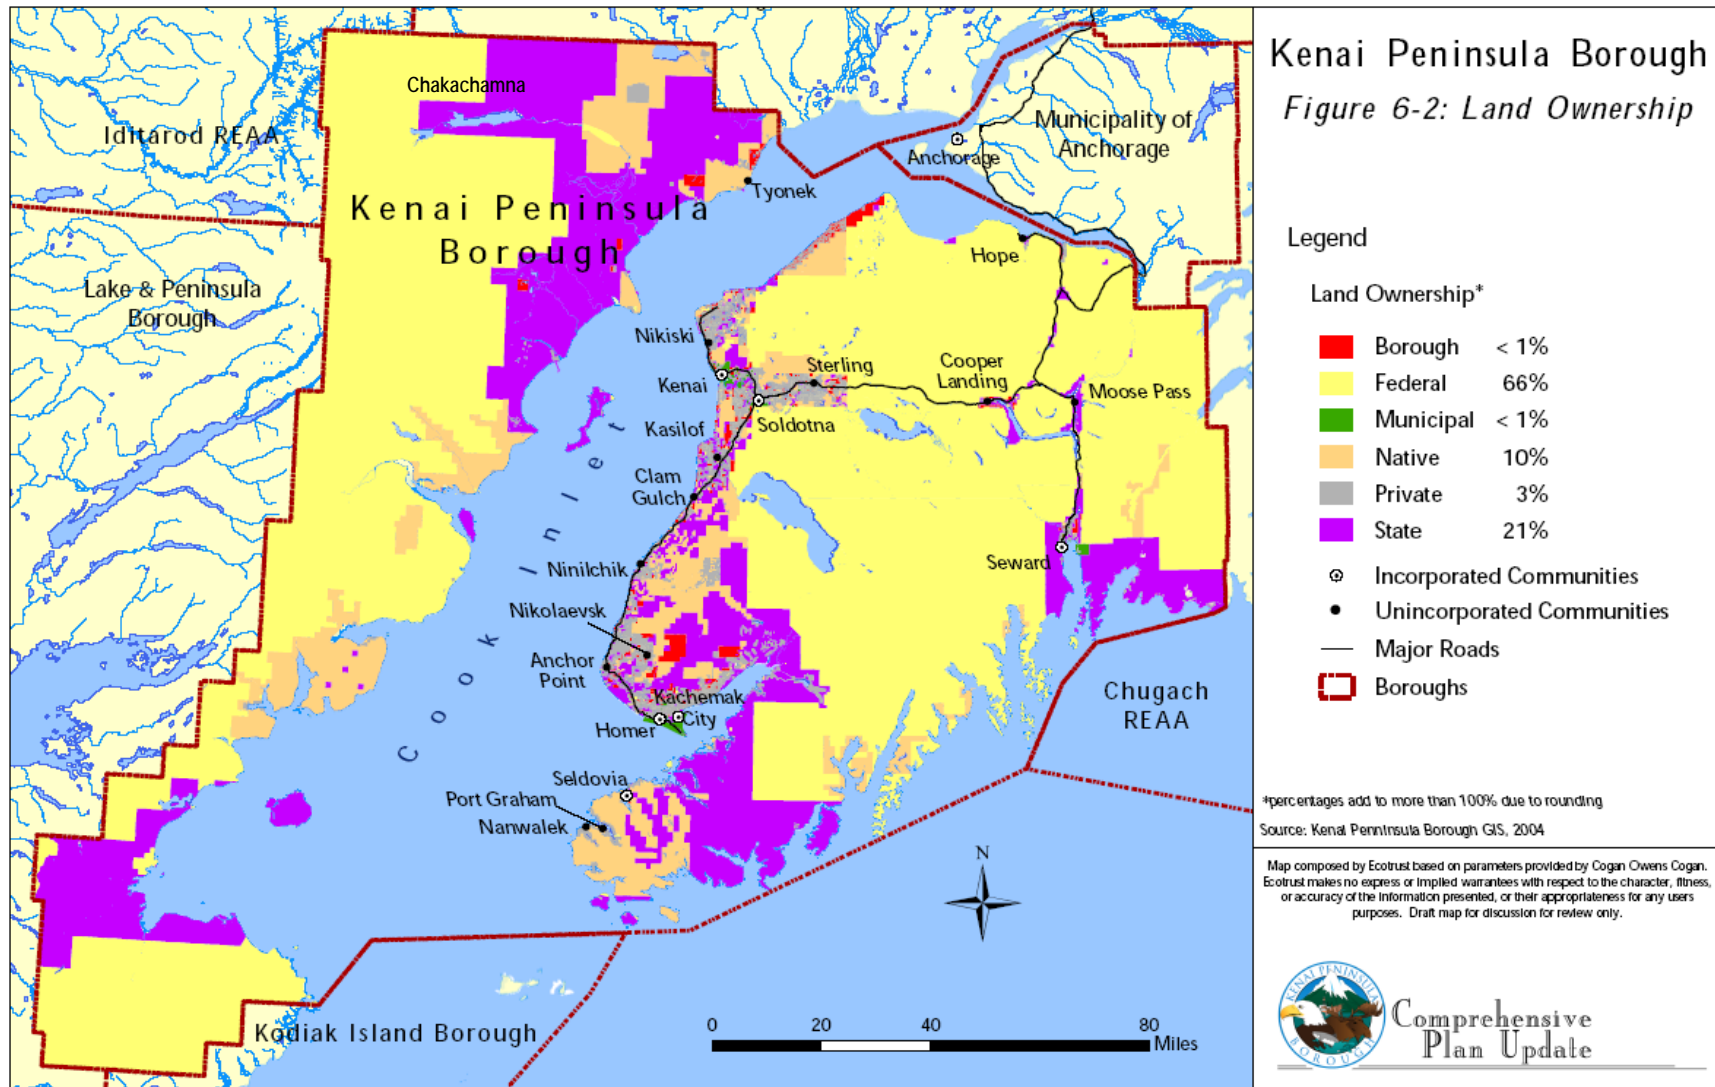 Kenai Peninsula Borough
Figure 6-2: Land Ownership
Legend
Land Ownership*
Borough < 1%
Federal 66%
Municipal < 1%
Native 10%
Private 3%
State 21%
Incorporated Communities
Unincorporated Communities
Major Roads
Boroughs
*percentages add to more than 100% due to rounding
Source: Kenai Penninsula Borough GIS, 2004
Map composed by Ecotrust based on parameters provided by Cogan Owens Cogan.
Ecotrust makes no express or implied warrantees with respect to the character, fitness,
or accuracy of the information presented, or their appropriateness for any users
purposes. Draft map for discussion for review only.
KENAI PENINSULA
BOROUGH
Comprehensive
Plan Update
Chakachamna
Iditarod REAA
Kenai Peninsula
Borough
Lake & Peninsula
Borough
Municipality of
Anchorage
Anchorage
Tyonek
Hope
Nikiski
Kenai
Sterling
Cooper
Landing
Moose Pass
Kasilof
Soldotna
Clam
Gulch
Cook Inlet
Ninilchik
Nikolaevsk
Seward
Anchor
Point
Kachemak
City
Homer
Chugach
REAA
Seldovia
Port Graham
Nanwalek
N
Kodiak Island Borough
0 20 40 80
Miles